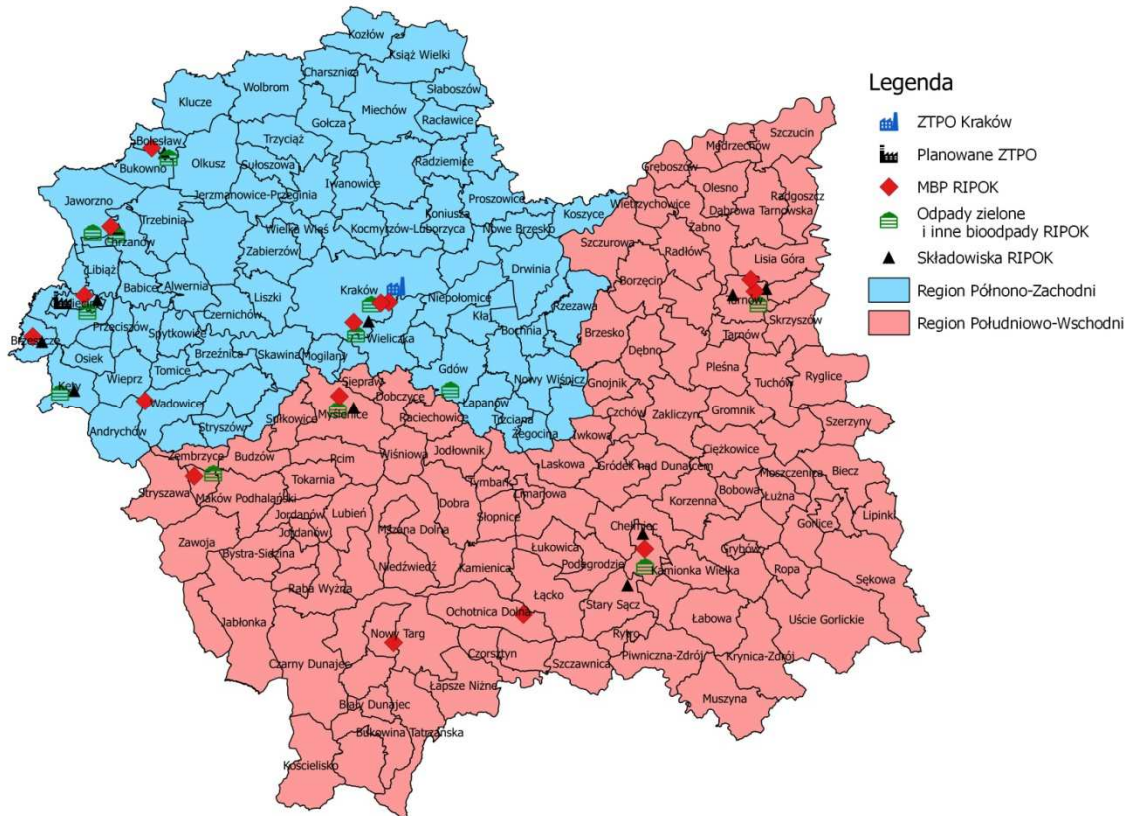 Kozłów
Książ Wielki
Charsznica
Wolbrom
Słaboszów
Klucze
Miechów
Racławice
Gołcza
Bolesław
Trzyciąż
Bukowno
Olkusz
Sułoszowa
Radziemice
Iwanowice
Jerzmanowice-Przeginia
Proszowice
Jaworzno
Koniusza
Koszyce
Trzebinia
Wielka Wieś
Kocmyrzów-Luborzyca
Nowe Brzesko
Chrzanów
Zabierzów
Libiąż
Babice
Alwernia
Kraków
Drwinia
Liszki
Niepołomice
Rzezawa
Czernichów
Kłaj
Przeciszów
Spytkowice
Bochnia
Brzeszcze
Wieliczka
Osiek
Brzeźnica
Skawina
Mogilany
Tomice
Wieprz
Gdów
Nowy Wiśnicz
Kęty
Wadowice
Łapanów
Trzciana
Andrychów
Stryszów
Żegocina
Szczucin
Mędrzechów
Gręboszów
Olesno
Radgoszcz
Wietrzychowice
Dąbrowa
Tarnowska
Żabno
Szczurowa
Radłów
Lisia Góra
Borzęcin
Tarnów
Skrzyszów
Brzesko
Tarnów
Dębno
Pleśna
Ryglice
Gnojnik
Tuchów
Siepraw
Dobczyce
Czchów
Zakliczyn
Gromnik
Szerzyny
Sułkowice
Myślenice
Raciechowice
Iwkowa
Ciężkowice
Zembrzyce
Budzów
Pcim
Wiśniowa
Jodłownik
Laskowa
Gródek nad Dunajcem
Moszczenica
Biecz
Stryszawa
Maków Podhalański
Tokarnia
Tymbark
Limanowa
Korzenna
Bobowa
Łużna
Jordanów
Lubień
Dobra
Słopnice
Lipinki
Jordanów
Mszana Dolna
Chełmiec
Gorlice
Zawoja
Bystra-Sidzina
Łukowica
Grybów
Niedźwiedź
Kamienica
Podegrodzie
Kamionka Wielka
Ropa
Sękowa
Raba Wyżna
Łącko
Ochotnica Dolna
Stary Sącz
Łabowa
Uście Gorlickie
Jabłonka
Nowy Targ
Rytro
Czarny Dunajec
Czorsztyn
Szczawnica
Piwniczna-Zdrój
Krynica-Zdrój
Łapsze Niżne
Muszyna
Biały Dunajec
Bukowina Tatrzańska
Kościelisko
Legenda
ZTPO Kraków
Planowane ZTPO
MBP RIPOK
Odpady zielone
i inne bioodpady RIPOK
Składowiska RIPOK
Region Północno-Zachodni
Region Południowo-Wschodni